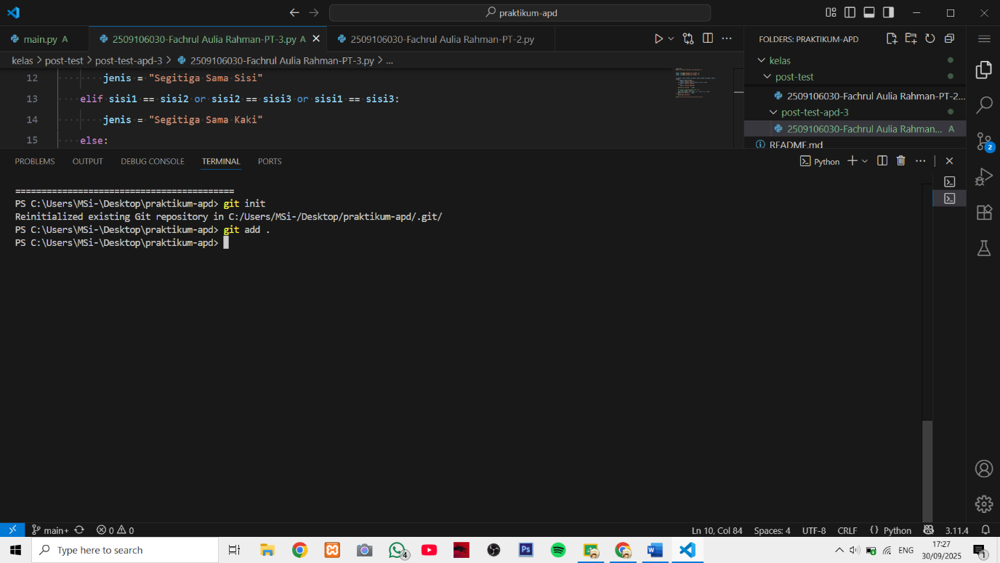 praktikum-apd
main.py A
2509106030-Fachrul Aulia Rahman-PT-3.py A
2509106030-Fachrul Aulia Rahman-PT-2.py
FOLDERS: PRAKTIKUM-APD
kelas > post-test > post-test-apd-3 > 2509106030-Fachrul Aulia Rahman-PT-3.py > ...
12 jenis = "Segitiga Sama Sisi"
13 elif sisi1 == sisi2 or sisi2 == sisi3 or sisi1 == sisi3:
14 jenis = "Segitiga Sama Kaki"
15 else:
kelas
post-test
2509106030-Fachrul Aulia Rahman-PT-2...
post-test-apd-3
2509106030-Fachrul Aulia Rahman... A
README.md
2
PROBLEMS OUTPUT DEBUG CONSOLE TERMINAL PORTS
Python
==========================================
PS C:\Users\MSi-\Desktop\praktikum-apd> git init
Reinitialized existing Git repository in C:/Users/MSi-/Desktop/praktikum-apd/.git/
PS C:\Users\MSi-\Desktop\praktikum-apd> git add .
PS C:\Users\MSi-\Desktop\praktikum-apd>
main+ 0 0
Ln 10, Col 84 Spaces: 4 UTF-8 CRLF {} Python 3.11.4
Type here to search
4
Ps
ENG
17:27
30/09/2025
1